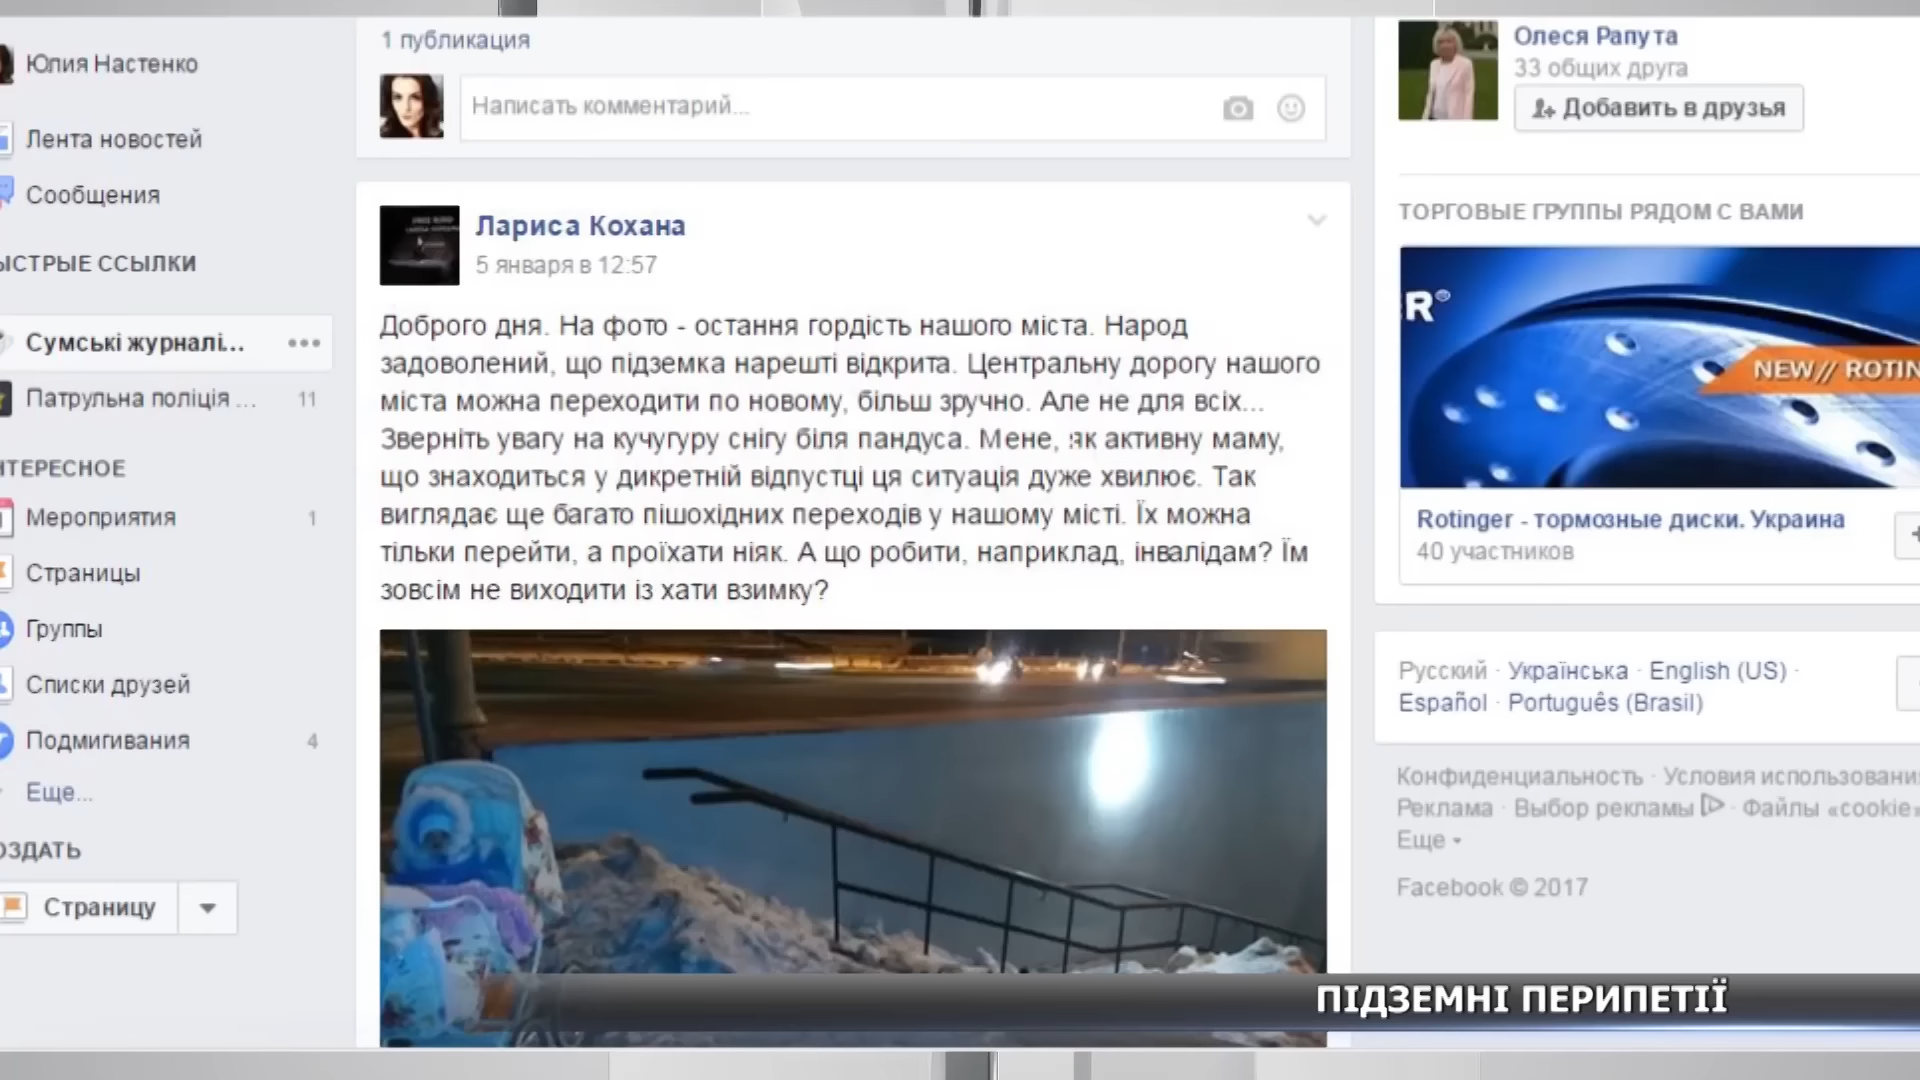 Юлия Настенко
Лента новостей
Сообщения
ЫСТРЫЕ ССЫЛКИ
Сумські журналі...
Патрульна поліція ... 11
НТЕРЕСНОЕ
Мероприятия 1
Страницы
Группы
Списки друзей
Подмигивания 4
Еще...
ОЗДАТЬ
Страницу
1 публикация
Написать комментарий...
Лариса Кохана
5 января в 12:57
Доброго дня. На фото - остання гордість нашого міста. Народ
задоволений, що підземка нарешті відкрита. Центральну дорогу нашого
міста можна переходити по новому, більш зручно. Але не для всіх...
Зверніть увагу на кучугуру снігу біля пандуса. Мене, як активну маму,
що знаходиться у дикретній відпустці ця ситуація дуже хвилює. Так
виглядає ще багато пішохідних переходів у нашому місті. Їх можна
тільки перейти, а проїхати ніяк. А що робити, наприклад, інвалідам? Їм
зовсім не виходити із хати взимку?
Олеся Рапута
33 общих друга
Добавить в друзья
ТОРГОВЫЕ ГРУППЫ РЯДОМ С ВАМИ
R®
NEW// ROTIN
Rotinger - тормозные диски. Украина
40 участников
Русский · Українська · English (US) ·
Español · Português (Brasil)
Конфиденциальность · Условия использовани
Реклама · Выбор рекламы · Файлы «cookie»
Еще
Facebook © 2017
ПІДЗЕМНІ ПЕРИПЕТІЇ